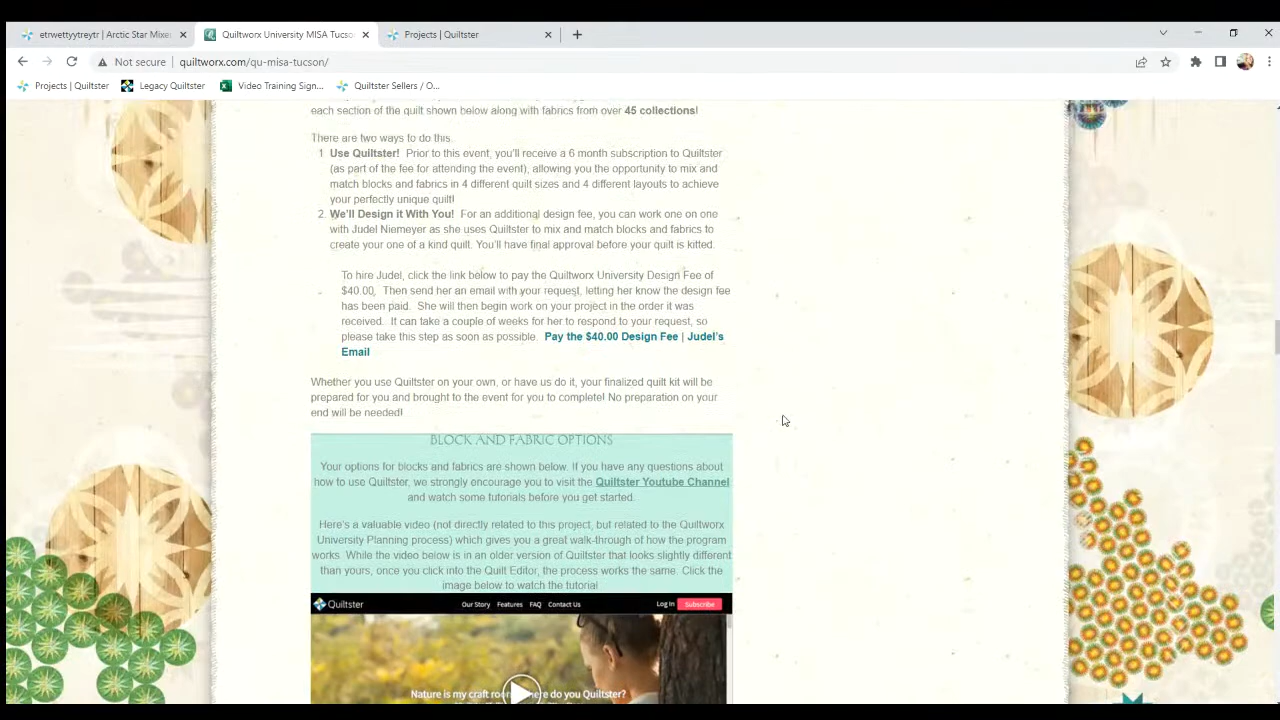 etrwettyytreytr | Arctic Star Mixe
Quiltworx University MISA Tucso
Projects | Quiltster
Not secure | quiltworx.com/qu-misa-tucson/
Projects | Quiltster
Legacy Quiltster
Video Training Sign...
Quiltster Sellers / O...
each section of the quilt shown below along with fabrics from over 45 collections!
There are two ways to do this.
1. Use Quiltster! Prior to this event, you'll receive a 6 month subscription to Quiltster
(as part of the fee for attending the event), allowing you the opportunity to mix and
match blocks and fabrics in 4 different quilt sizes and 4 different layouts to achieve
your perfectly unique quilt!
2. We'll Design it With You! For an additional design fee, you can work one on one
with Judel Niemeyer as she uses Quiltster to mix and match blocks and fabrics to
create your one of a kind quilt. You'll have final approval before your quilt is kitted.
To hire Judel, click the link below to pay the Quiltworx University Design Fee of
$40.00. Then send her an email with your request, letting her know the design fee
has been paid. She will then begin work on your project in the order it was
received. It can take a couple of weeks for her to respond to your request, so
please take this step as soon as possible. Pay the $40.00 Design Fee | Judel's
Email
Whether you use Quiltster on your own, or have us do it, your finalized quilt kit will be
prepared for you and brought to the event for you to complete! No preparation on your
end will be needed!
BLOCK AND FABRIC OPTIONS
Your options for blocks and fabrics are shown below. If you have any questions about
how to use Quiltster, we strongly encourage you to visit the Quiltster Youtube Channel
and watch some tutorials before you get started.
Here's a valuable video (not directly related to this project, but related to the Quiltworx
University Planning process) which gives you a great walk-through of how the program
works. While the video below is in an older version of Quiltster that looks slightly different
than yours, once you click into the Quilt Editor, the process works the same. Click the
image below to watch the tutorial
Quiltster
Our Story Features FAQ Contact Us
Log In Subscribe
Nature is my craft room, where do you Quiltster?